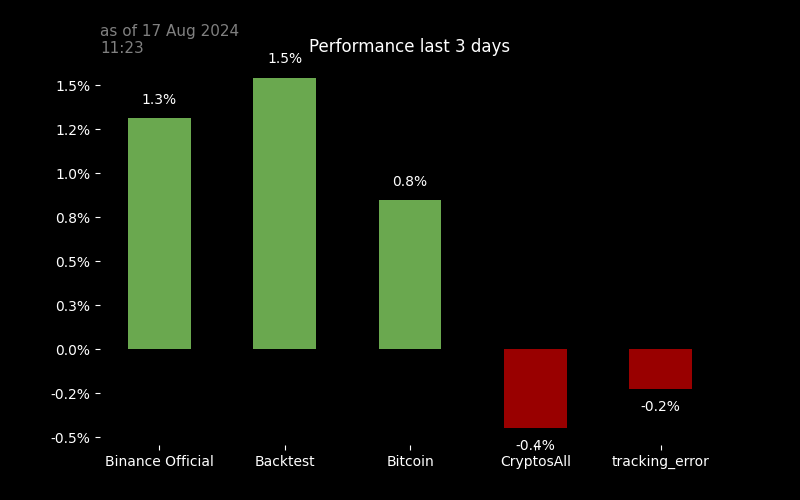 as of 17 Aug 2024
11:23
Performance last 3 days
1.5%
1.3%
1.5%
0.8%
-0.4%
-0.2%
1.5%
1.2%
1.0%
0.8%
0.5%
0.3%
0.0%
-0.2%
-0.5%
Binance Official
Backtest
Bitcoin
CryptosAll
tracking_error